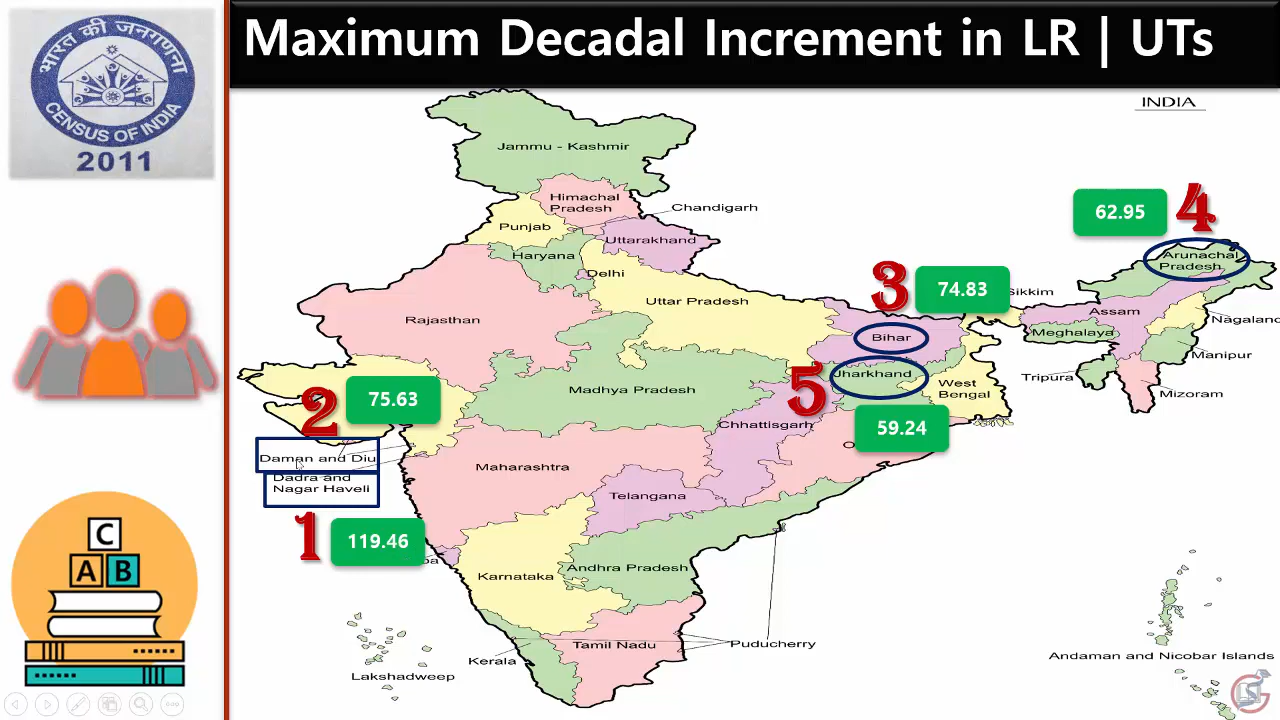 Maximum Decadal Increment in LR | UTs
भारत की जनगणना
CENSUS OF INDIA
2011
INDIA
Jammu - Kashmir
Himachal
Pradesh
Chandigarh
Punjab
Uttarakhand
Haryana
Delhi
62.95
4
Arunachal
Pradesh
3
74.83
Sikkim
Uttar Pradesh
Rajasthan
Assam
Nagaland
Bihar
Meghalaya
Manipur
Jharkhand
Tripura
Mizoram
5
West
Bengal
Madhya Pradesh
2
75.63
Chhattisgarh
59.24
O
Daman and Diu
Dadra and
Nagar Haveli
Maharashtra
Telangana
1
119.46
oa
Karnataka
Andhra Pradesh
C
A B
Tamil Nadu
Puducherry
Kerala
Lakshadweep
Andaman and Nicobar Islands